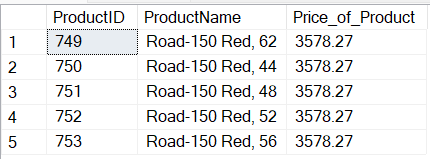 ProductID ProductName Price_of_Product
1 749 Road-150 Red, 62 3578.27
2 750 Road-150 Red, 44 3578.27
3 751 Road-150 Red, 48 3578.27
4 752 Road-150 Red, 52 3578.27
5 753 Road-150 Red, 56 3578.27